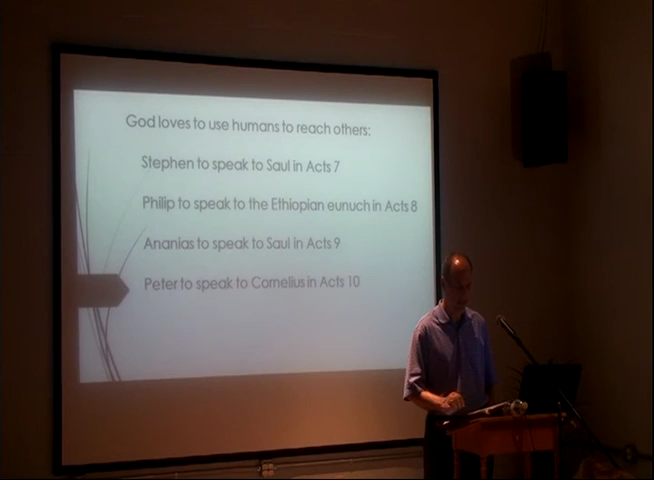 God loves to use humans to reach others:
Stephen to speak to Saul in Acts 7
Philip to speak to the Ethiopian eunuch in Acts 8
Ananias to speak to Saul in Acts 9
Peter to speak to Cornelius in Acts 10